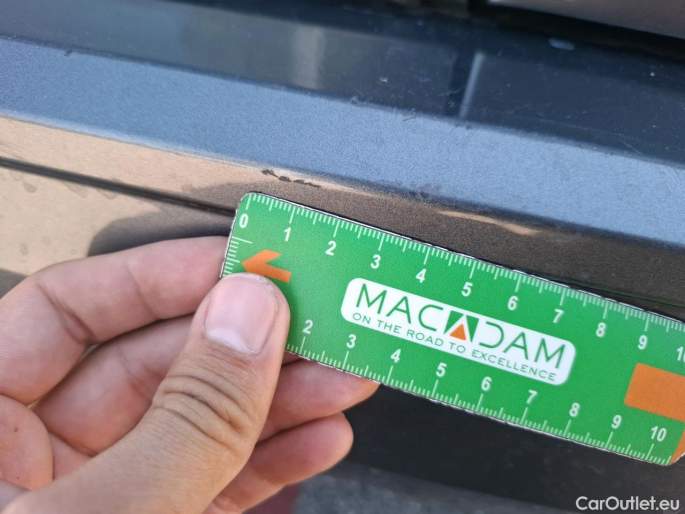 0 1 2 3 4 5 6 7 8 9 10
MACADAM
ON THE ROAD TO EXCELLENCE
2 3 4 5 6 7 8 9 10
CarOutlet.eu